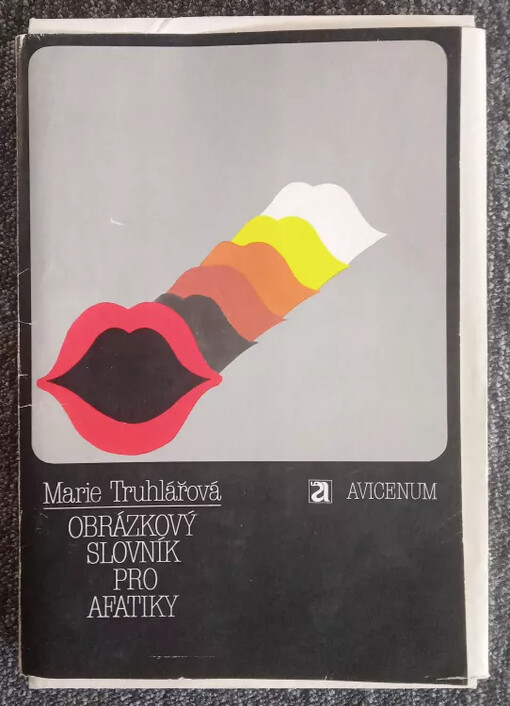 Marie Truhlářová
a AVICENUM
OBRÁZKOVÝ
SLOVNÍK
PRO
AFATIKY